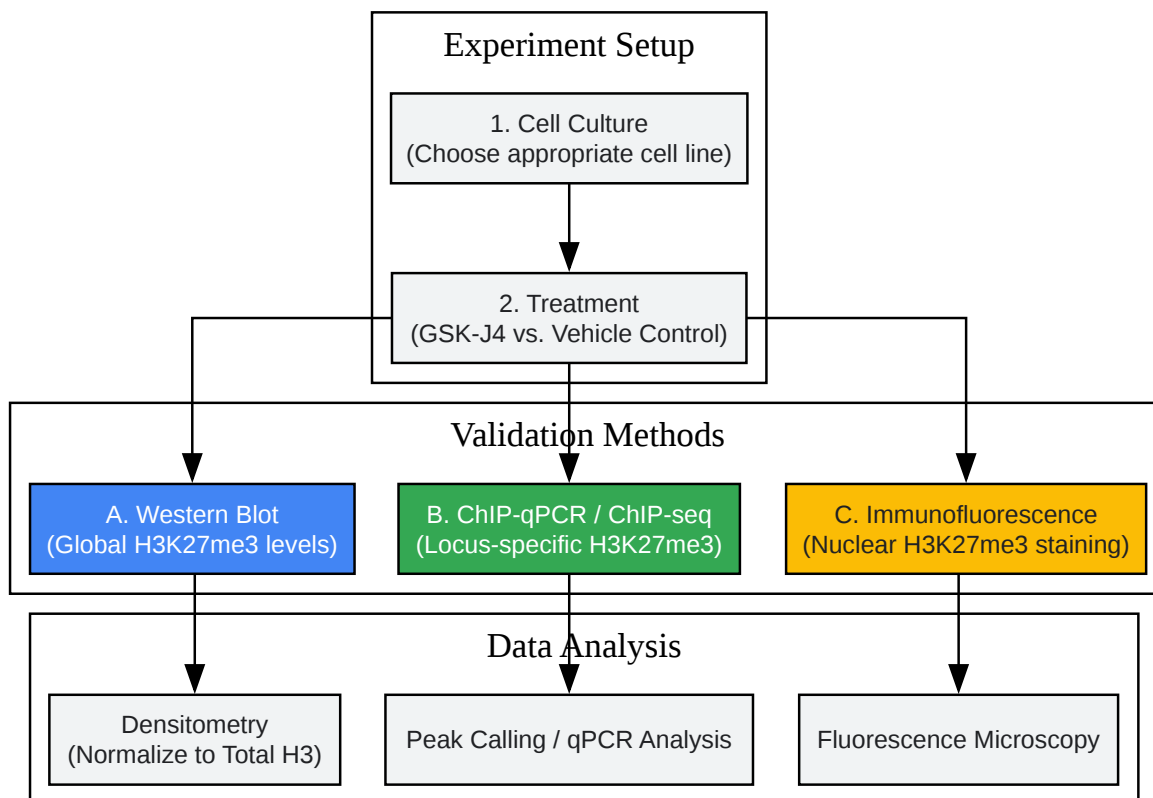 Experiment Setup
1. Cell Culture
(Choose appropriate cell line)
2. Treatment
(GSK-J4 vs. Vehicle Control)
Validation Methods
A. Western Blot
(Global H3K27me3 levels)
B. ChIP-qPCR / ChIP-seq
(Locus-specific H3K27me3)
C. Immunofluorescence
(Nuclear H3K27me3 staining)
Data Analysis
Densitometry
(Normalize to Total H3)
Peak Calling / qPCR Analysis
Fluorescence Microscopy